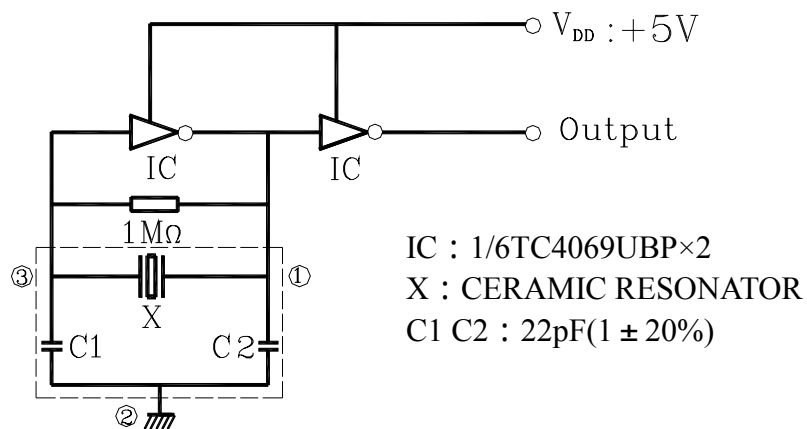 V_DD :+5V
Output
IC
IC
1MΩ
③
①
X
C1
C2
②
IC：1/6TC4069UBP×2
X：CERAMIC RESONATOR
C1 C2：22pF(1 ± 20%)